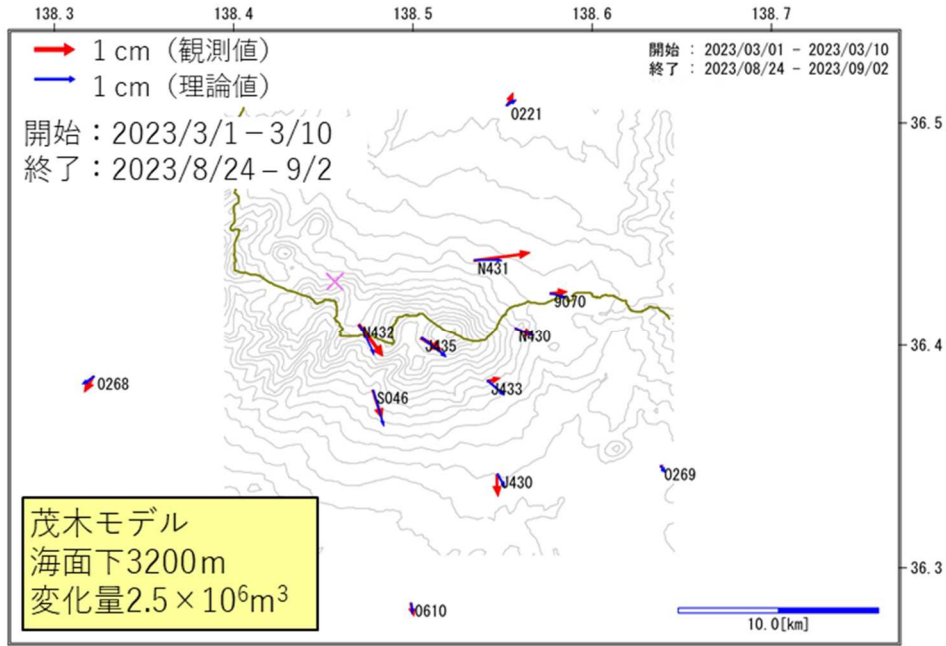 138.3 138.4 138.5 138.6 138.7
1 cm（観測値）
1 cm（理論値）
開始：2023/3/1－3/10
終了：2023/8/24 – 9/2
開始 : 2023/03/01 - 2023/03/10
終了 : 2023/08/24 - 2023/09/02
0221
36.5
N431
9070
N432
J435
N430
36.4
0268
J433
S046
J430
0269
茂木モデル
海面下3200m
変化量2.5×10⁶m³
36.3
0610
10.0[km]